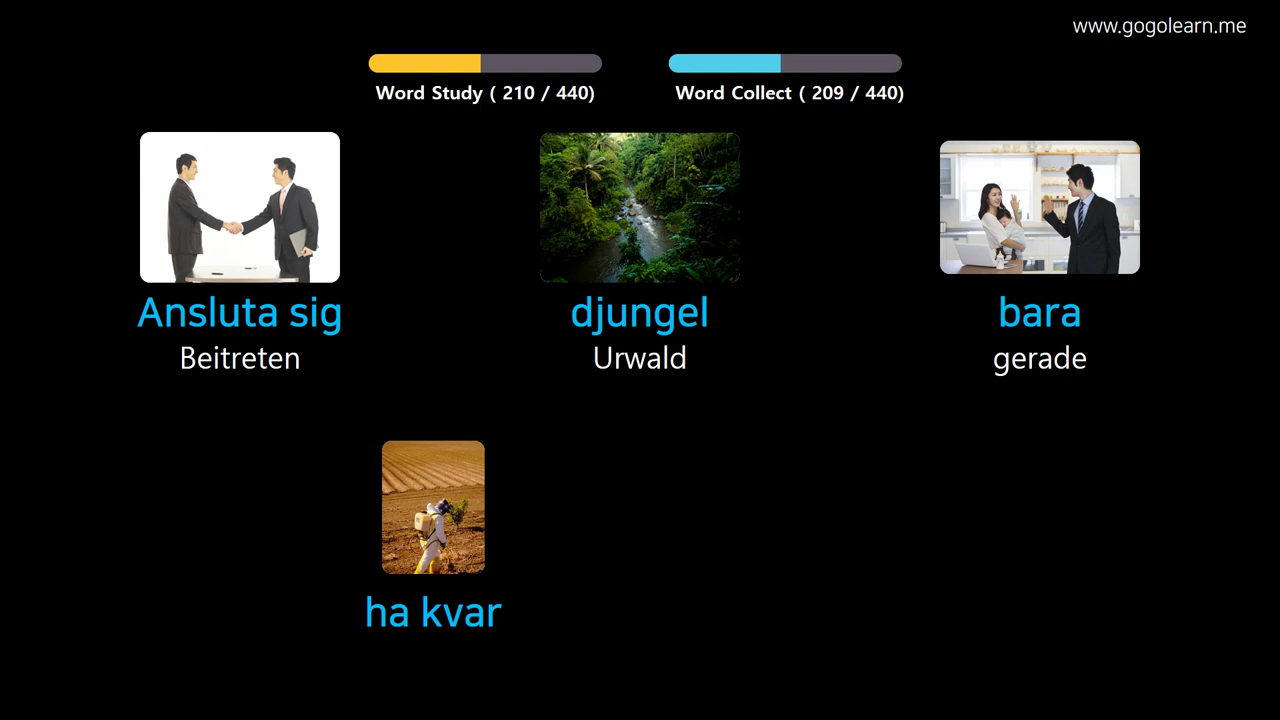 www.gogolearn.me
Word Study ( 210 / 440)
Word Collect ( 209 / 440)
Ansluta sig
Beitreten
djungel
Urwald
bara
gerade
ha kvar